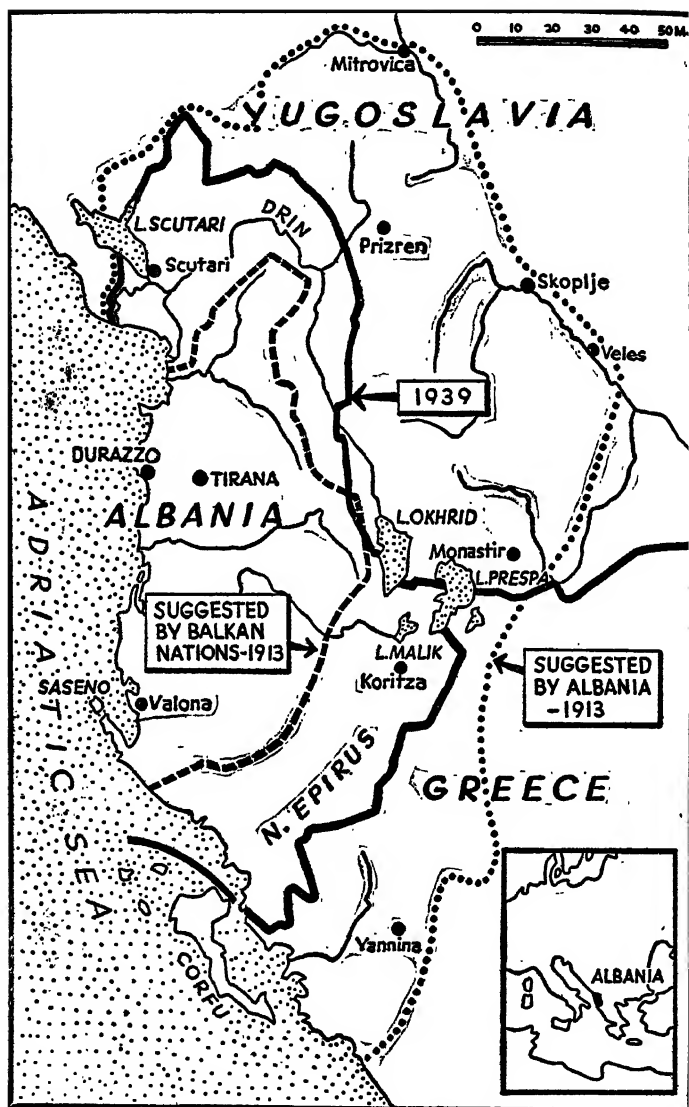 0 10 20 30 40 50 M.
Mitrovica
YUGOSLAVIA
DRIN
L. SCUTARI
Prizren
Scutari
Skoplje
Veles
1939
DURAZZO
TIRANA
ALBANIA
L. OKHRID
Monastir
L. PRESPA
ADRIATIC SEA
SUGGESTED
BY BALKAN
NATIONS-1913
L. MALIK
Koritza
SUGGESTED
BY ALBANIA
-1913
SASENO
Valona
N. EPIRUS
GREECE
Yannina
CORFU
ALBANIA